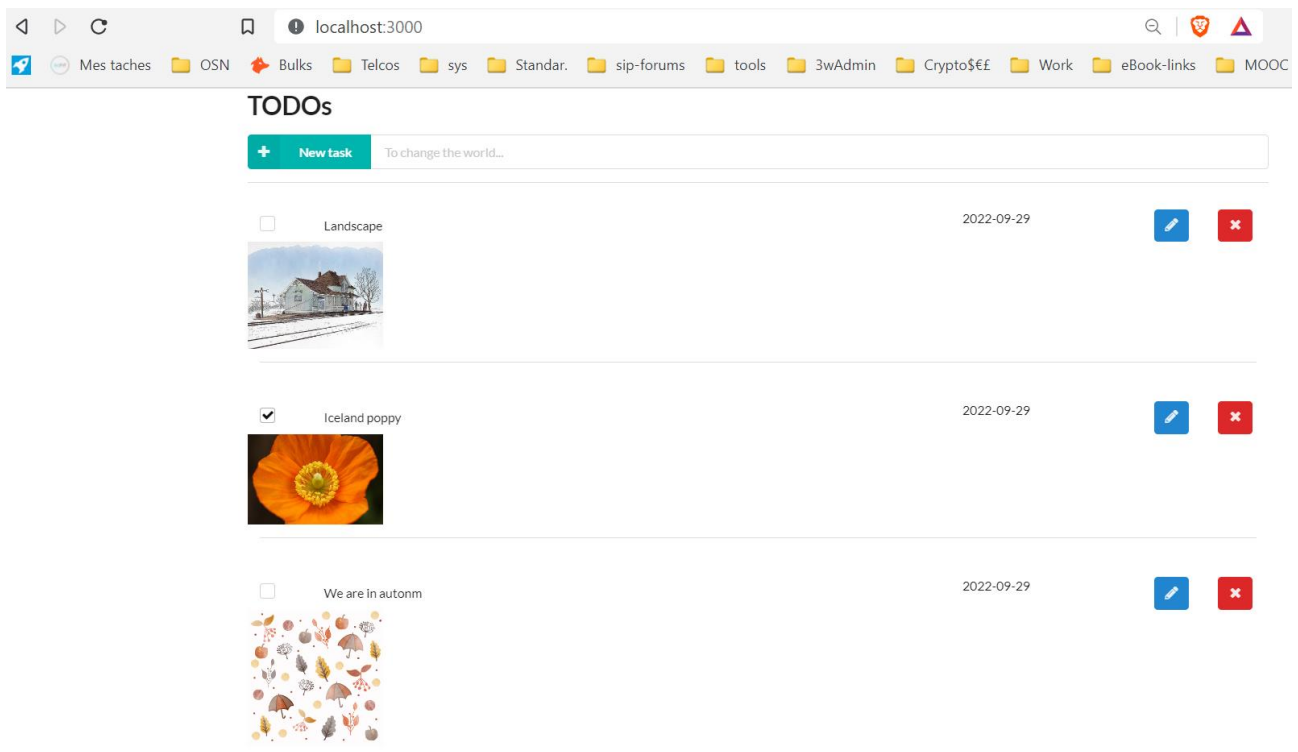 localhost:3000
Mes taches OSN Bulks Telcos sys Standar. sip-forums tools 3wAdmin Crypto$€£ Work eBook-links MOOC
TODOs
New task To change the world...
Landscape 2022-09-29
Iceland poppy 2022-09-29
We are in autonm 2022-09-29